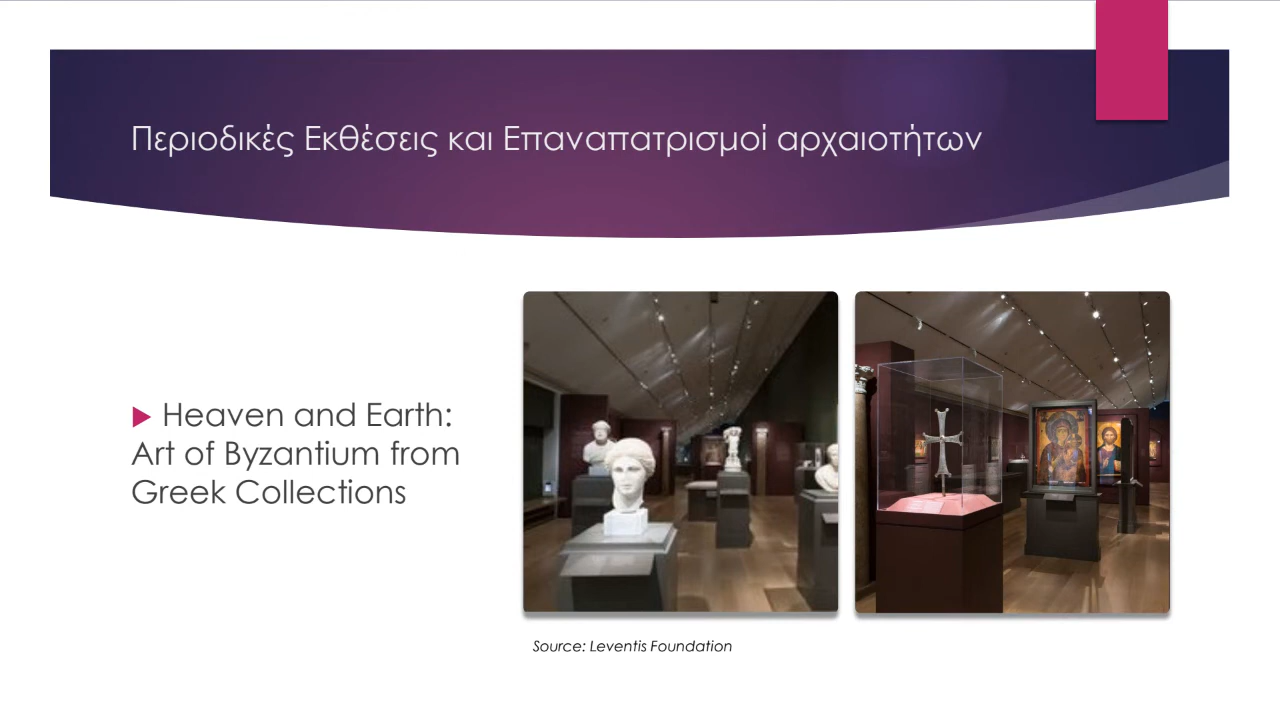 Περιοδικές Εκθέσεις και Επαναπατρισμοί αρχαιοτήτων
Heaven and Earth:
Art of Byzantium from
Greek Collections
Source: Leventis Foundation